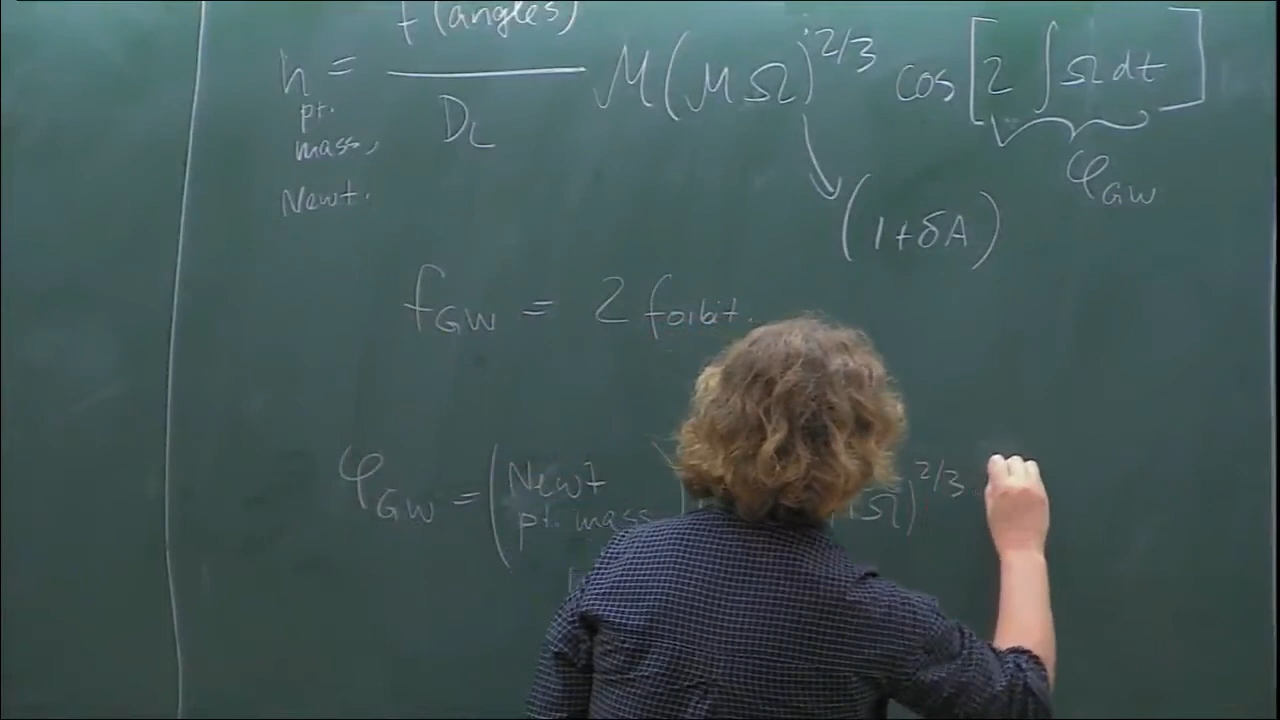 f(angles)
h = ──── ℳ(ℳΩ)^2/3 cos[2∫Ωdt]
D_L
pt.
mass,
Newt.
φ_GW
(1+δA)
f_GW = 2 f_orbit.
φ_GW = (Newt
pt. mass
Ω)^2/3